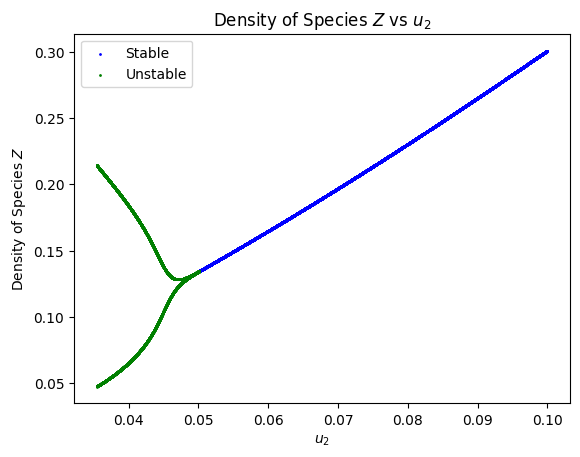 Density of Species Z vs u₂
Stable
Unstable
0.30
0.25
0.20
0.15
0.10
0.05
Density of Species Z
0.04 0.05 0.06 0.07 0.08 0.09 0.10
u₂